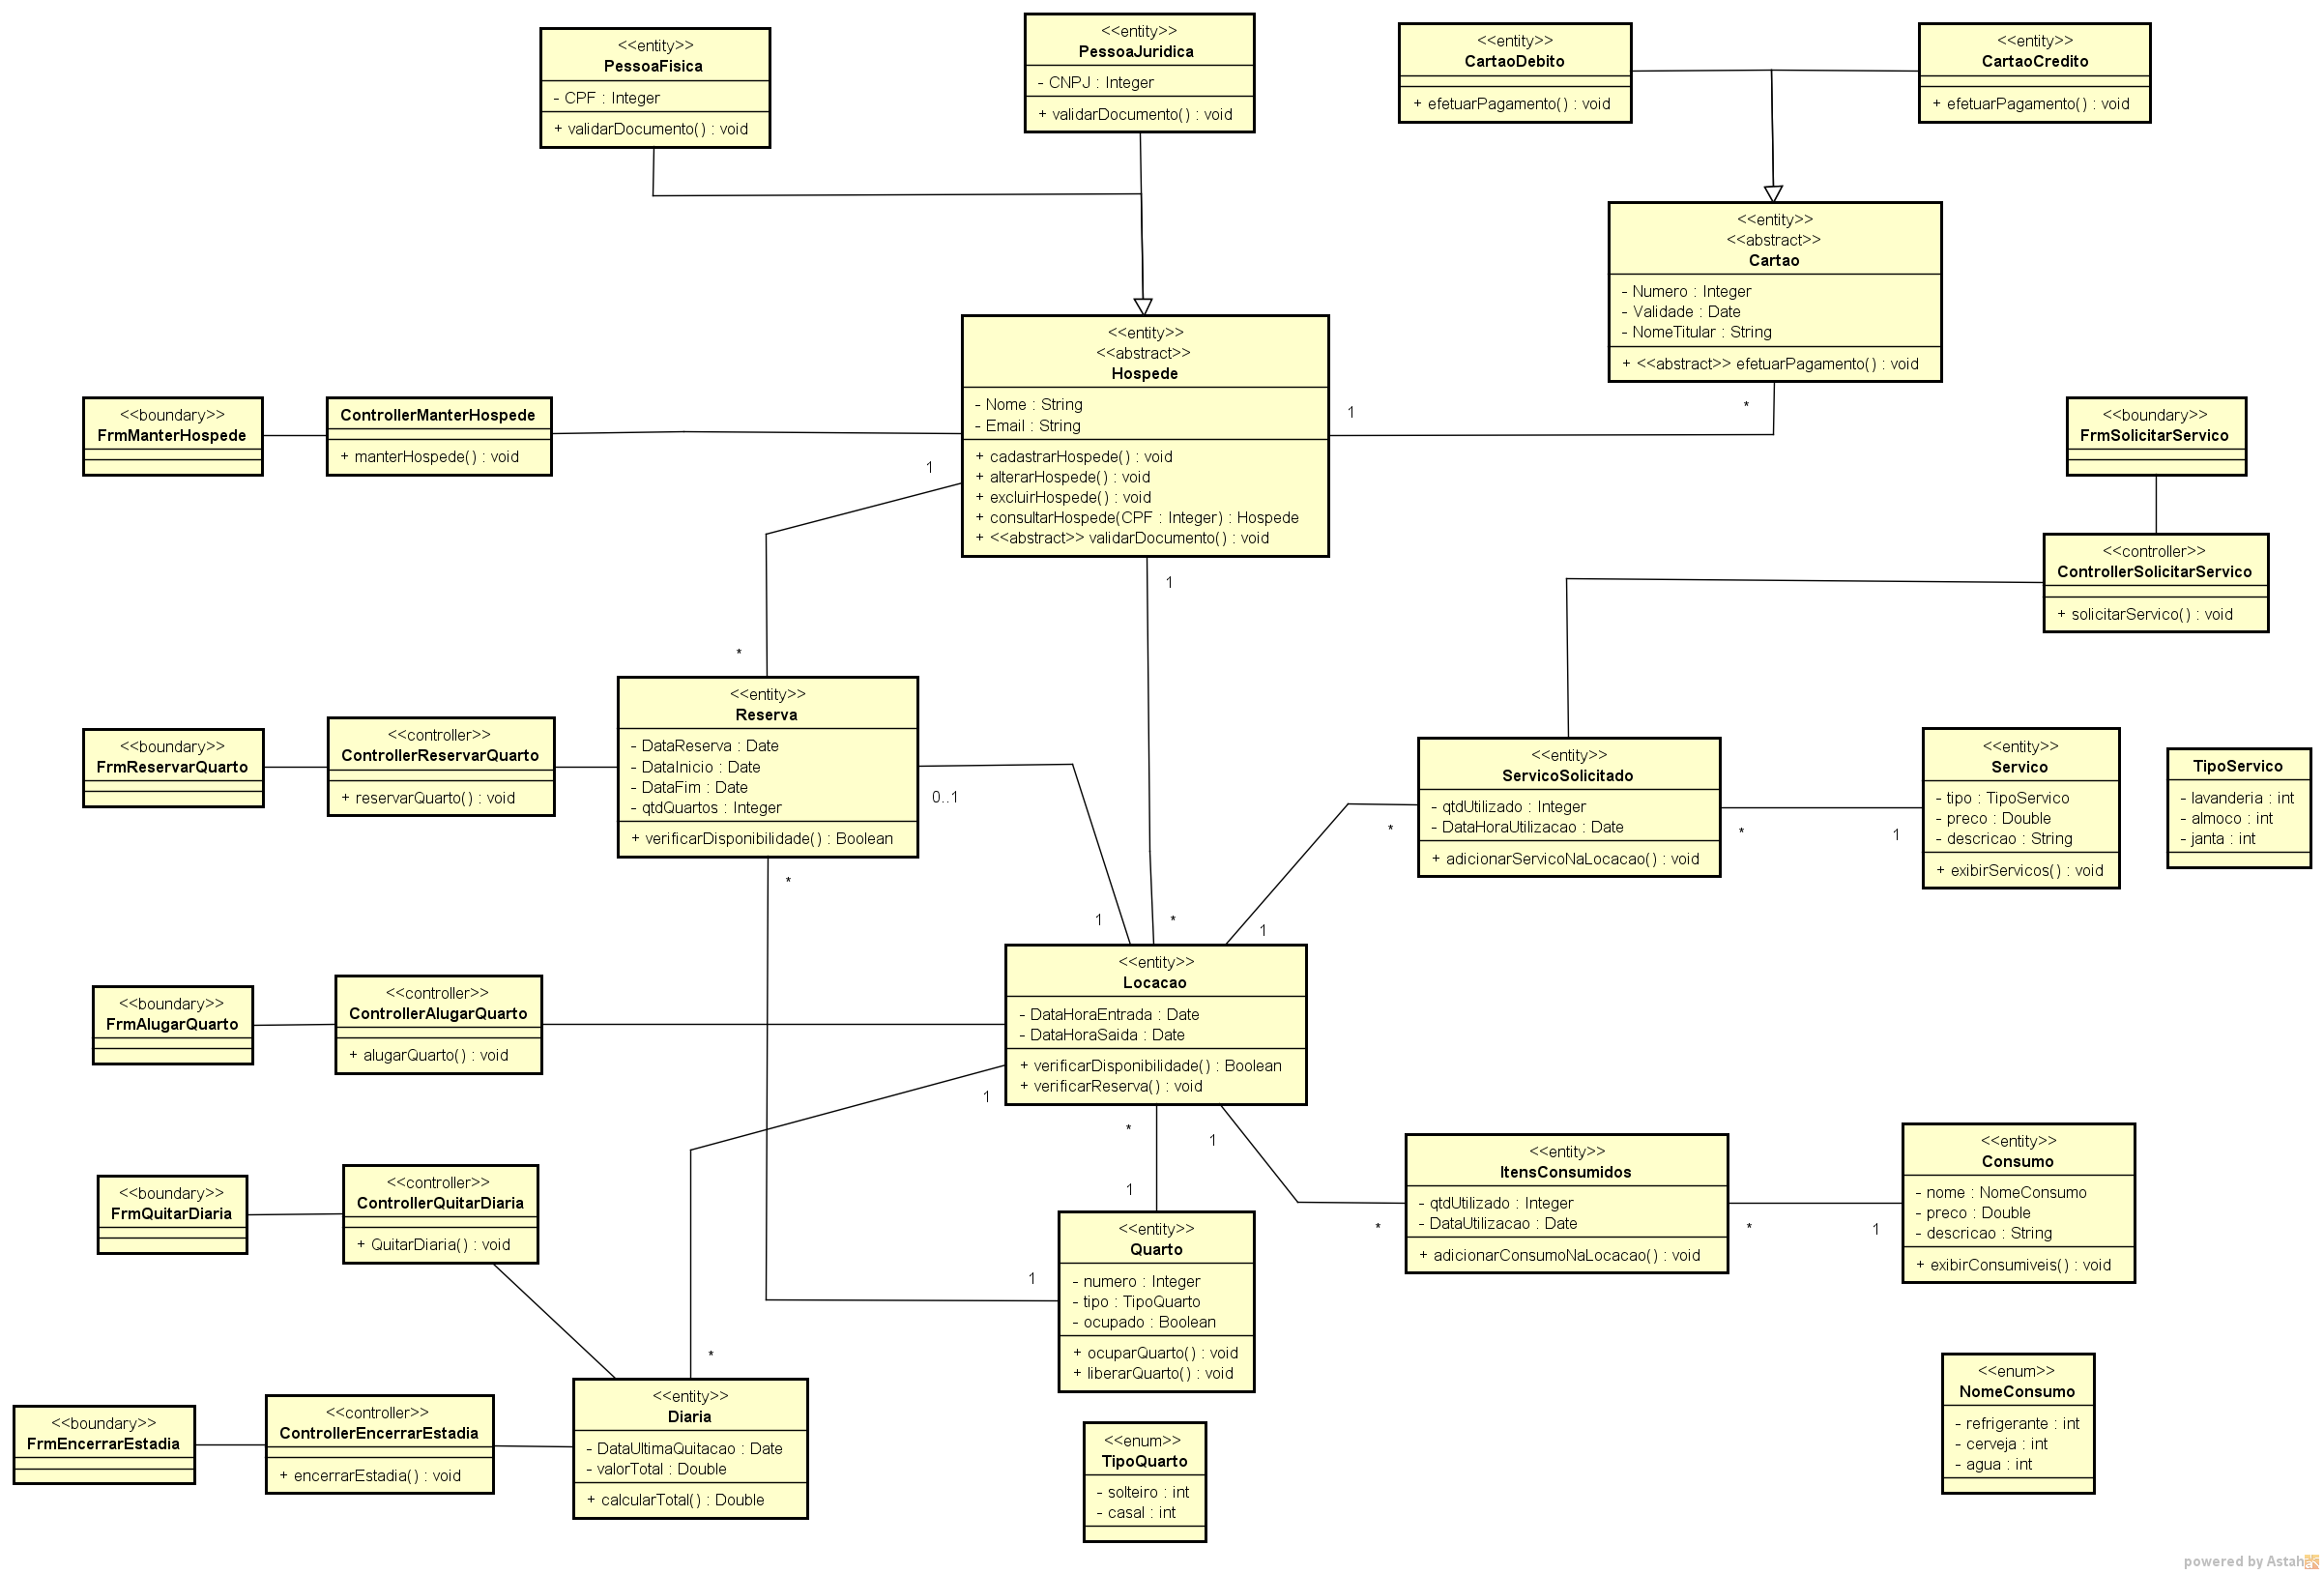 <<entity>>
PessoaFisica
- CPF : Integer
+ validarDocumento() : void
<<entity>>
PessoaJuridica
- CNPJ : Integer
+ validarDocumento() : void
<<entity>>
CartaoDebito
+ efetuarPagamento() : void
<<entity>>
CartaoCredito
+ efetuarPagamento() : void
<<entity>>
<<abstract>>
Cartao
- Numero : Integer
- Validade : Date
- NomeTitular : String
+ <<abstract>> efetuarPagamento() : void
<<entity>>
<<abstract>>
Hospede
- Nome : String
- Email : String
+ cadastrarHospede() : void
+ alterarHospede() : void
+ excluirHospede() : void
+ consultarHospede(CPF : Integer) : Hospede
+ <<abstract>> validarDocumento() : void
1
*
1
*
1
*
<<boundary>>
FrmManterHospede
ControllerManterHospede
+ manterHospede() : void
<<boundary>>
FrmSolicitarServico
<<controller>>
ControllerSolicitarServico
+ solicitarServico() : void
<<boundary>>
FrmReservarQuarto
<<controller>>
ControllerReservarQuarto
+ reservarQuarto() : void
<<entity>>
Reserva
- DataReserva : Date
- DataInicio : Date
- DataFim : Date
- qtdQuartos : Integer
+ verificarDisponibilidade() : Boolean
0..1
1
*
1
<<entity>>
ServicoSolicitado
- qtdUtilizado : Integer
- DataHoraUtilizacao : Date
+ adicionarServicoNaLocacao() : void
*
1
*
1
<<entity>>
Servico
- tipo : TipoServico
- preco : Double
- descricao : String
+ exibirServicos() : void
TipoServico
- lavanderia : int
- almoco : int
- janta : int
<<boundary>>
FrmAlugarQuarto
<<controller>>
ControllerAlugarQuarto
+ alugarQuarto() : void
<<entity>>
Locacao
- DataHoraEntrada : Date
- DataHoraSaida : Date
+ verificarDisponibilidade() : Boolean
+ verificarReserva() : void
1
*
*
1
1
*
<<boundary>>
FrmQuitarDiaria
<<controller>>
ControllerQuitarDiaria
+ QuitarDiaria() : void
<<entity>>
Quarto
- numero : Integer
- tipo : TipoQuarto
- ocupado : Boolean
+ ocuparQuarto() : void
+ liberarQuarto() : void
<<entity>>
ItensConsumidos
- qtdUtilizado : Integer
- DataUtilizacao : Date
+ adicionarConsumoNaLocacao() : void
*
1
<<entity>>
Consumo
- nome : NomeConsumo
- preco : Double
- descricao : String
+ exibirConsumiveis() : void
<<boundary>>
FrmEncerrarEstadia
<<controller>>
ControllerEncerrarEstadia
+ encerrarEstadia() : void
<<entity>>
Diaria
- DataUltimaQuitacao : Date
- valorTotal : Double
+ calcularTotal() : Double
<<enum>>
TipoQuarto
- solteiro : int
- casal : int
<<enum>>
NomeConsumo
- refrigerante : int
- cerveja : int
- agua : int
powered by Astah